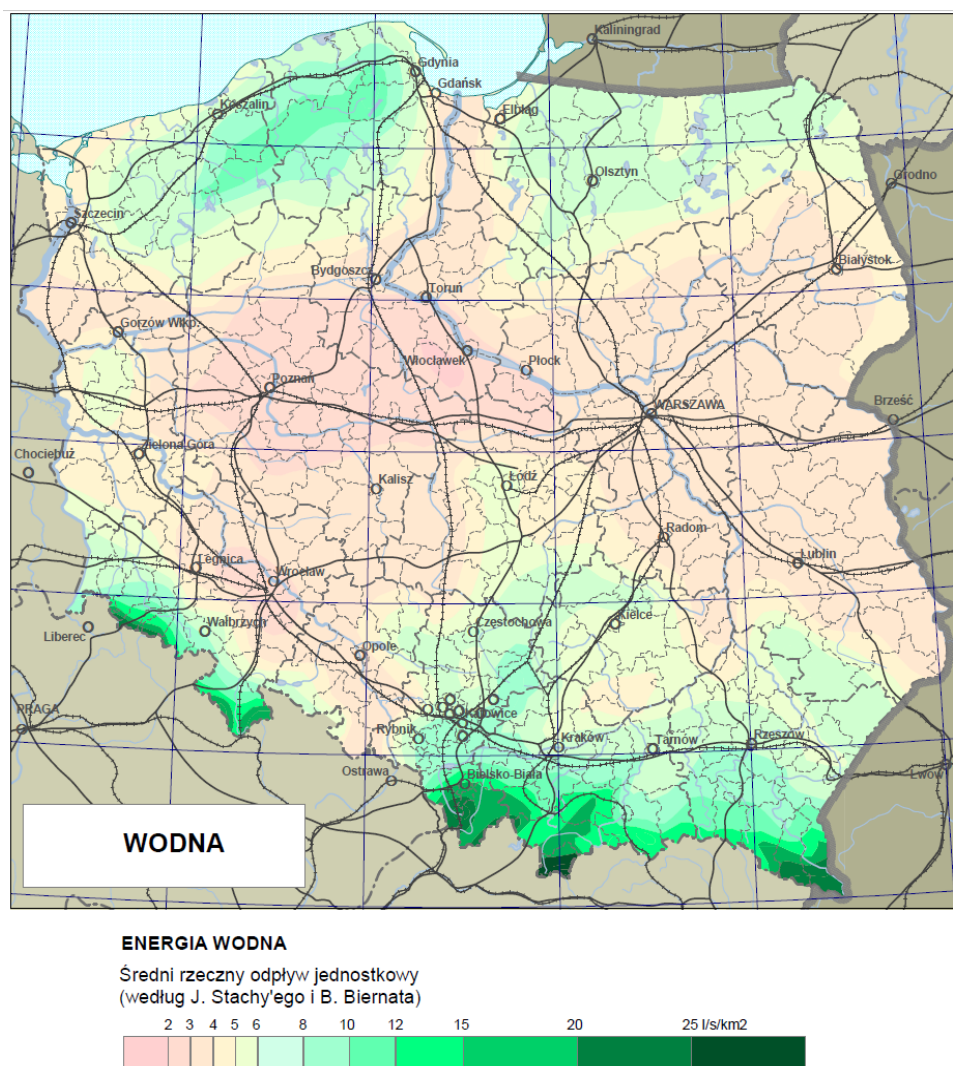 Kaliningrad
Gdynia
Gdańsk
Koszalin
Elbląg
Olsztyn
Grodno
Szczecin
Białystok
Bydgoszcz
Toruń
Gorzów Wlkp.
Włocławek
Płock
Poznań
WARSZAWA
Brześć
Zielona Góra
Chociebuż
Łódź
Kalisz
Radom
Lublin
Legnica
Wrocław
Kielce
Liberec
Wałbrzych
Częstochowa
Opole
PRAGA
Katowice
Rybnik
Kraków
Tarnów
Rzeszów
Ostrawa
Bielsko-Biała
Lwów
WODNA
ENERGIA WODNA
Średni rzeczny odpływ jednostkowy
(według J. Stachy'ego i B. Biernata)
2 3 4 5 6 8 10 12 15 20 25 l/s/km2